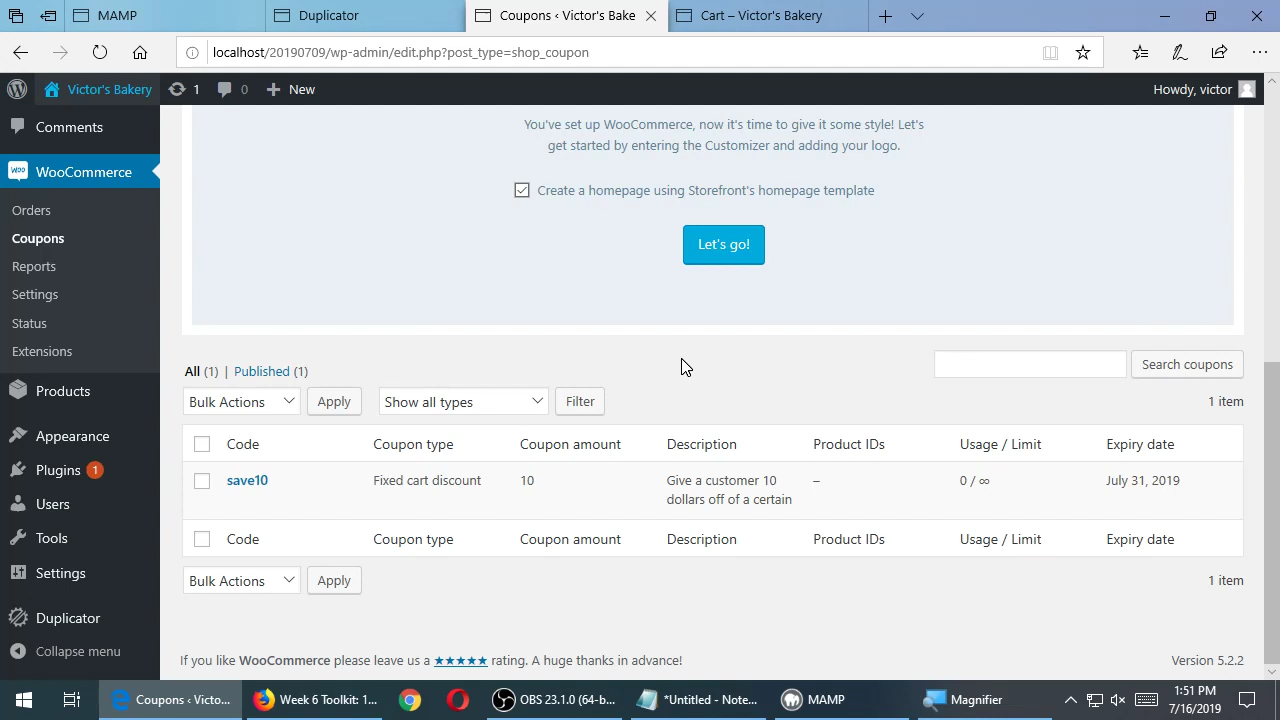 MAMP
Duplicator
Coupons ‹ Victor's Bake
Cart – Victor's Bakery
localhost/20190709/wp-admin/edit.php?post_type=shop_coupon
Victor's Bakery
1
0
New
Howdy, victor
Comments
WooCommerce
Orders
Coupons
Reports
Settings
Status
Extensions
Products
Appearance
Plugins 1
Users
Tools
Settings
Duplicator
Collapse menu
You've set up WooCommerce, now it's time to give it some style! Let's
get started by entering the Customizer and adding your logo.
Create a homepage using Storefront's homepage template
Let's go!
All (1) | Published (1)
Search coupons
Bulk Actions
Apply
Show all types
Filter
1 item
Code Coupon type Coupon amount Description Product IDs Usage / Limit Expiry date
save10 Fixed cart discount 10 Give a customer 10 – 0 / ∞ July 31, 2019
dollars off of a certain
Code Coupon type Coupon amount Description Product IDs Usage / Limit Expiry date
Bulk Actions
Apply
1 item
If you like WooCommerce please leave us a ★★★★★ rating. A huge thanks in advance!
Version 5.2.2
Coupons ‹ Victo...
Week 6 Toolkit: 1...
OBS 23.1.0 (64-b...
*Untitled - Note...
MAMP
Magnifier
1:51 PM
7/16/2019